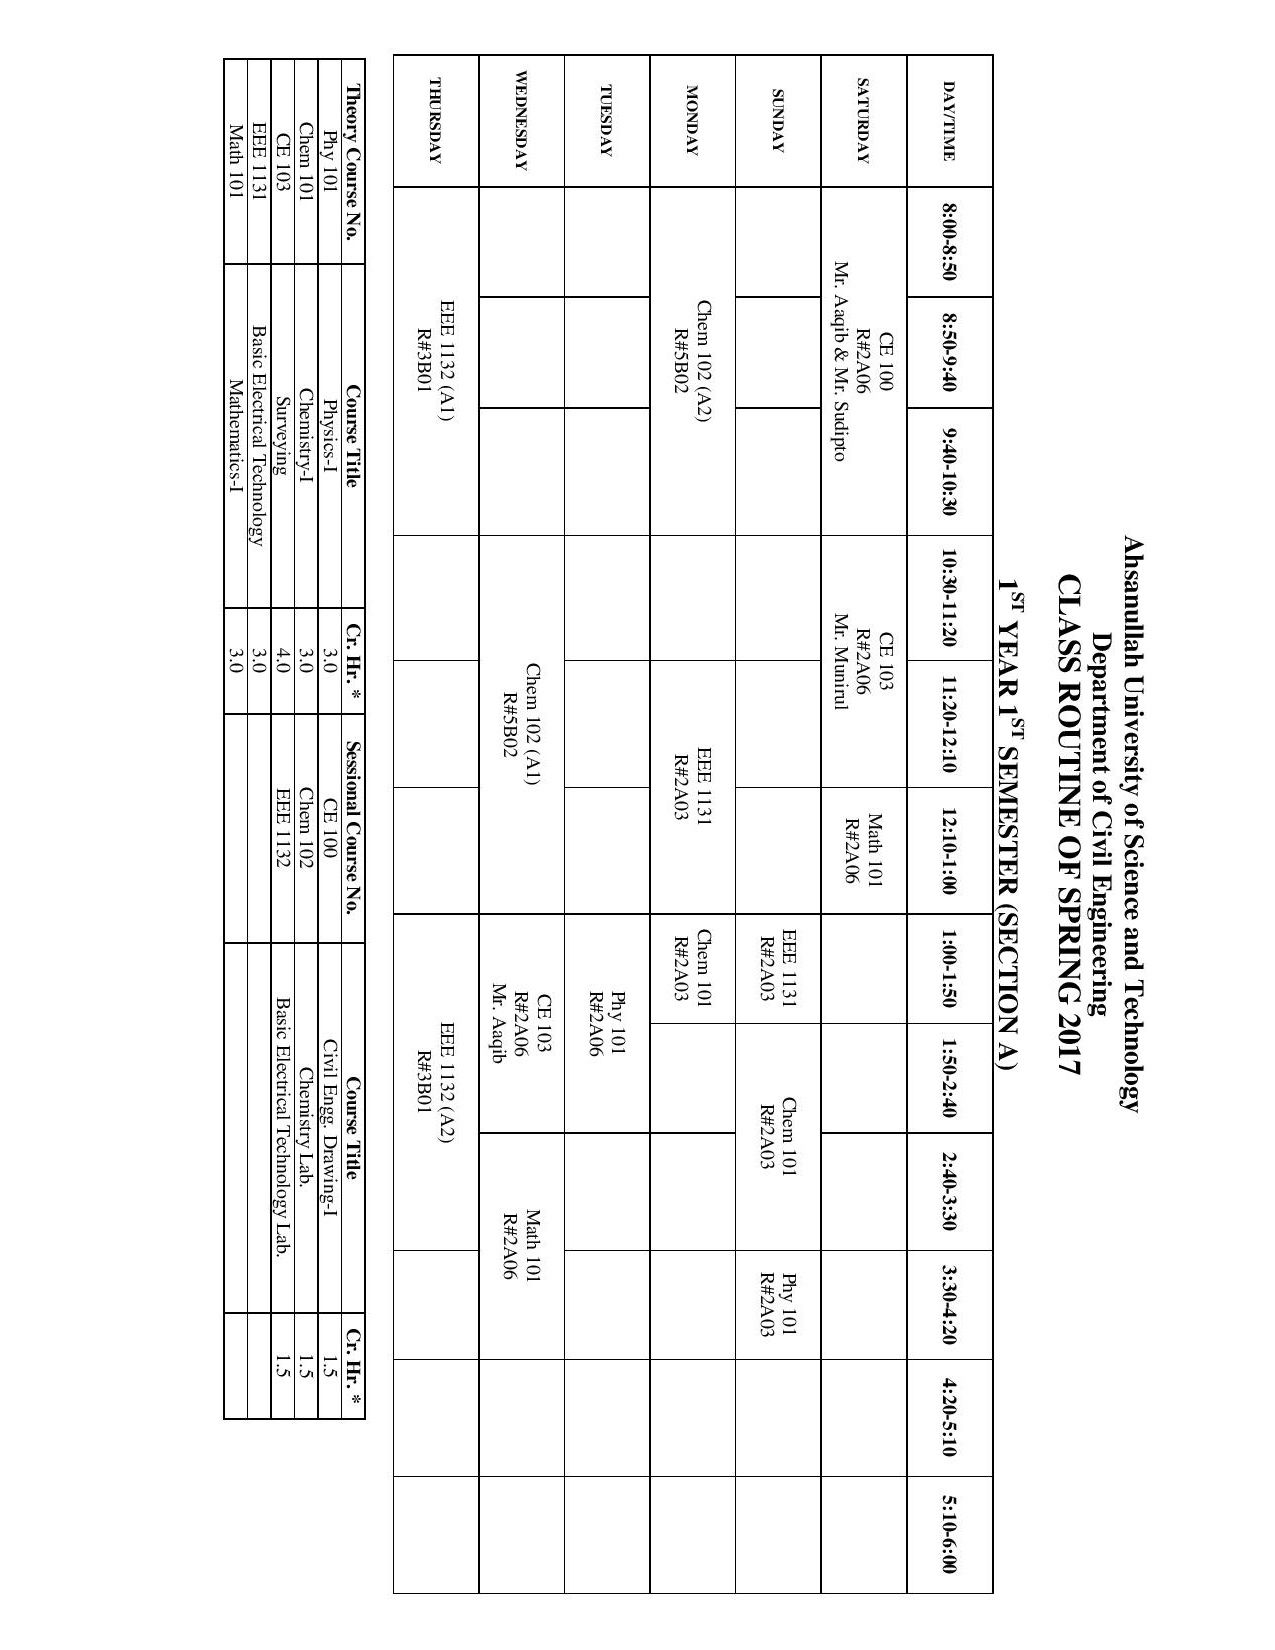 Ahsanullah University of Science and Technology
Department of Civil Engineering
CLASS ROUTINE OF SPRING 2017
1ST YEAR 1ST SEMESTER (SECTION A)
DAY/TIME 8:00-8:50 8:50-9:40 9:40-10:30 10:30-11:20 11:20-12:10 12:10-1:00 1:00-1:50 1:50-2:40 2:40-3:30 3:30-4:20 4:20-5:10 5:10-6:00
SATURDAY
CE 100
R#2A06
Mr. Aaqib & Mr. Sudipto
CE 103
R#2A06
Mr. Munirul
Math 101
R#2A06
SUNDAY
EEE 1131
R#2A03
Chem 101
R#2A03
Phy 101
R#2A03
MONDAY
Chem 102 (A2)
R#5B02
EEE 1131
R#2A03
Chem 101
R#2A03
TUESDAY
Phy 101
R#2A06
WEDNESDAY
Chem 102 (A1)
R#5B02
CE 103
R#2A06
Mr. Aaqib
Math 101
R#2A06
THURSDAY
EEE 1132 (A1)
R#3B01
EEE 1132 (A2)
R#3B01
Theory Course No. Course Title Cr. Hr. * Sessional Course No. Course Title Cr. Hr. *
Phy 101 Physics-I 3.0 CE 100 Civil Engg. Drawing-I 1.5
Chem 101 Chemistry-I 3.0 Chem 102 Chemistry Lab. 1.5
CE 103 Surveying 4.0 EEE 1132 Basic Electrical Technology Lab. 1.5
EEE 1131 Basic Electrical Technology 3.0
Math 101 Mathematics-I 3.0